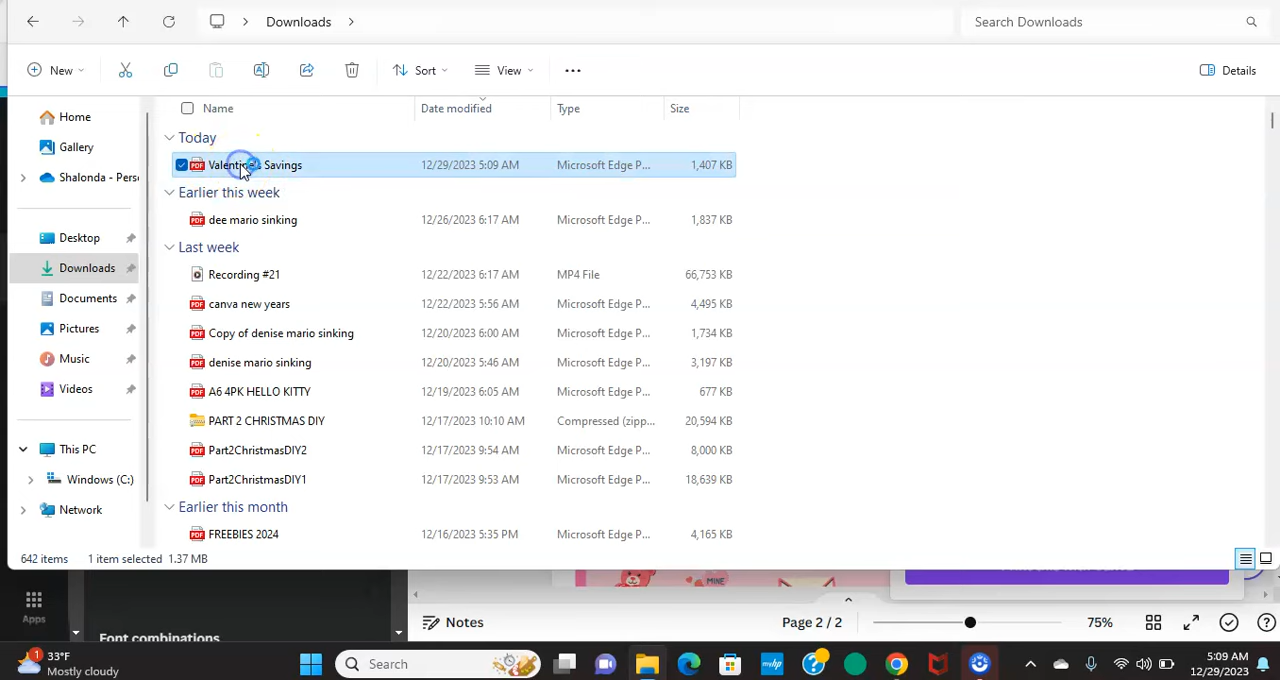 Downloads
Search Downloads
New
Sort
View
Details
Name
Date modified
Type
Size
Home
Gallery
Shalonda - Pers
Desktop
Downloads
Documents
Pictures
Music
Videos
This PC
Windows (C:)
Network
Today
Valentine's Savings 12/29/2023 5:09 AM Microsoft Edge P... 1,407 KB
Earlier this week
dee mario sinking 12/26/2023 6:17 AM Microsoft Edge P... 1,837 KB
Last week
Recording #21 12/22/2023 6:17 AM MP4 File 66,753 KB
canva new years 12/22/2023 5:56 AM Microsoft Edge P... 4,495 KB
Copy of denise mario sinking 12/20/2023 6:00 AM Microsoft Edge P... 1,734 KB
denise mario sinking 12/20/2023 5:46 AM Microsoft Edge P... 3,197 KB
A6 4PK HELLO KITTY 12/19/2023 6:05 AM Microsoft Edge P... 677 KB
PART 2 CHRISTMAS DIY 12/17/2023 10:10 AM Compressed (zipp... 20,594 KB
Part2ChristmasDIY2 12/17/2023 9:54 AM Microsoft Edge P... 8,000 KB
Part2ChristmasDIY1 12/17/2023 9:53 AM Microsoft Edge P... 18,639 KB
Earlier this month
FREEBIES 2024 12/16/2023 5:35 PM Microsoft Edge P... 4,165 KB
642 items 1 item selected 1.37 MB
Apps
Font combinations
MINE
Notes
Page 2 / 2
75%
33°F
Mostly cloudy
Search
5:09 AM
12/29/2023